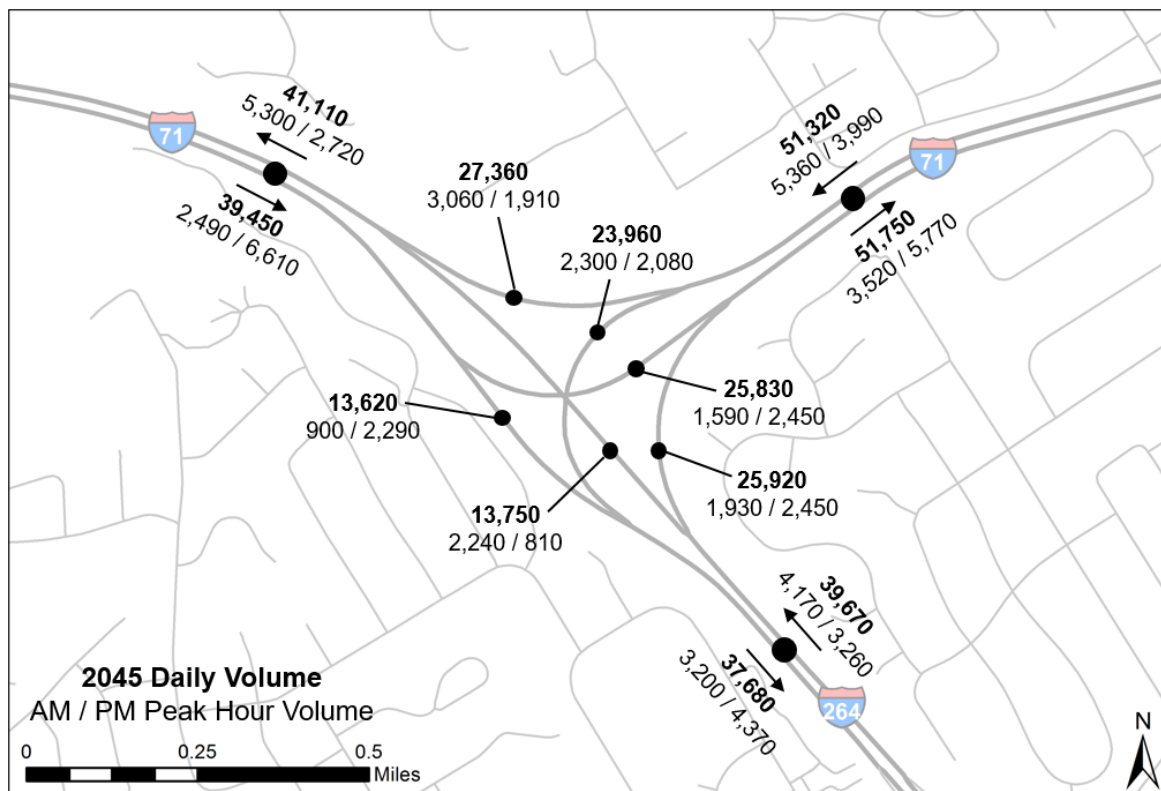 41,110
5,300 / 2,720
71
39,450
2,490 / 6,610
27,360
3,060 / 1,910
23,960
2,300 / 2,080
51,320
5,360 / 3,990
71
51,750
3,520 / 5,770
13,620
900 / 2,290
25,830
1,590 / 2,450
25,920
1,930 / 2,450
13,750
2,240 / 810
39,670
4,170 / 3,260
37,680
3,200 / 4,370
264
2045 Daily Volume
AM / PM Peak Hour Volume
0 0.25 0.5
Miles
N